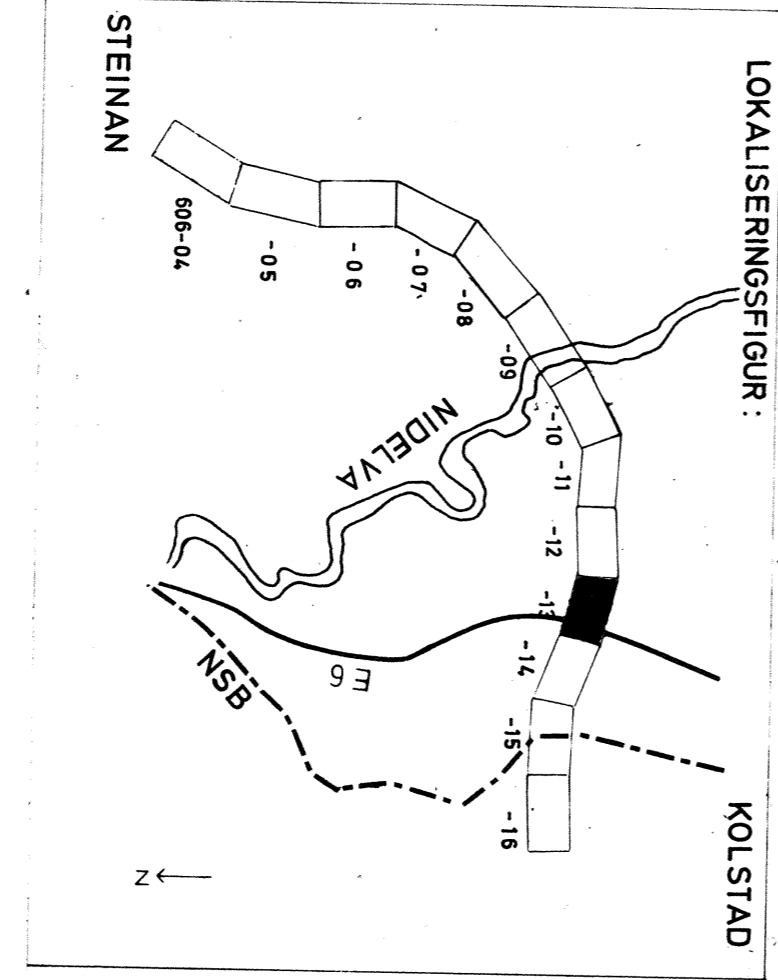 LOKALISERINGSFIGUR :
STEINAN
606-04
-05
-06
-07
-08
-09
-10
-11
-12
-13
-14
-15
-16
NIDELVA
E6
NSB
KOLSTAD
N